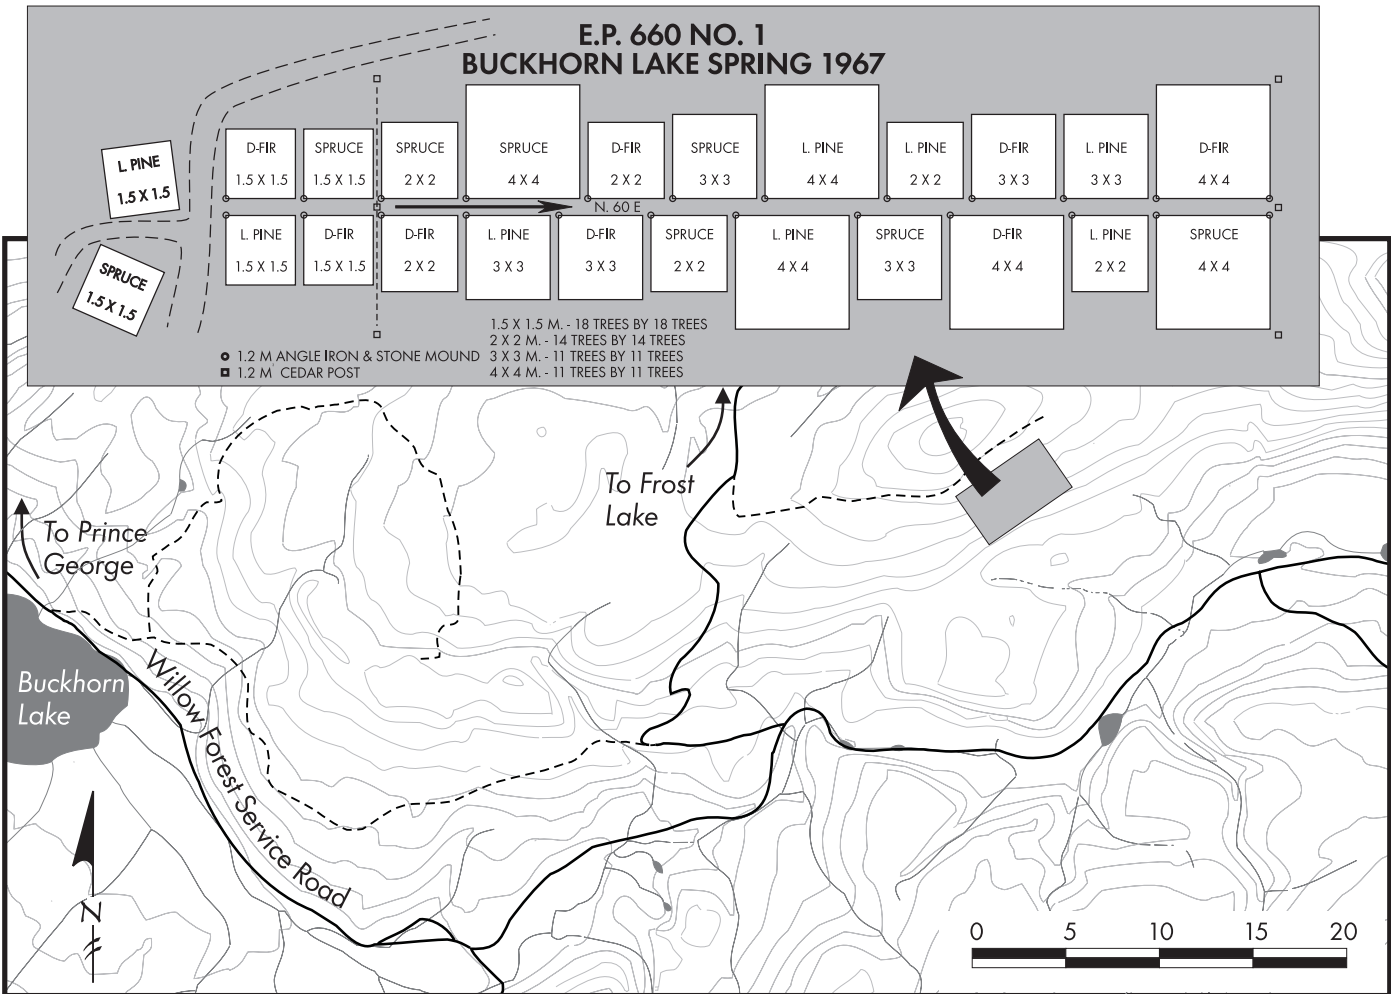 E.P. 660 NO. 1
BUCKHORN LAKE SPRING 1967
L. PINE
1.5 X 1.5
D-FIR
1.5 X 1.5
SPRUCE
1.5 X 1.5
SPRUCE
2 X 2
SPRUCE
4 X 4
D-FIR
2 X 2
SPRUCE
3 X 3
L. PINE
4 X 4
L. PINE
2 X 2
D-FIR
3 X 3
L. PINE
3 X 3
D-FIR
4 X 4
N. 60 E
SPRUCE
1.5 X 1.5
L. PINE
1.5 X 1.5
D-FIR
1.5 X 1.5
D-FIR
2 X 2
L. PINE
3 X 3
D-FIR
3 X 3
SPRUCE
2 X 2
L. PINE
4 X 4
SPRUCE
3 X 3
D-FIR
4 X 4
L. PINE
2 X 2
SPRUCE
4 X 4
1.5 X 1.5 M. - 18 TREES BY 18 TREES
2 X 2 M. - 14 TREES BY 14 TREES
3 X 3 M. - 11 TREES BY 11 TREES
4 X 4 M. - 11 TREES BY 11 TREES
1.2 M ANGLE IRON & STONE MOUND
1.2 M CEDAR POST
To Frost
Lake
To Prince
George
Buckhorn
Lake
Willow Forest Service Road
N
0 5 10 15 20